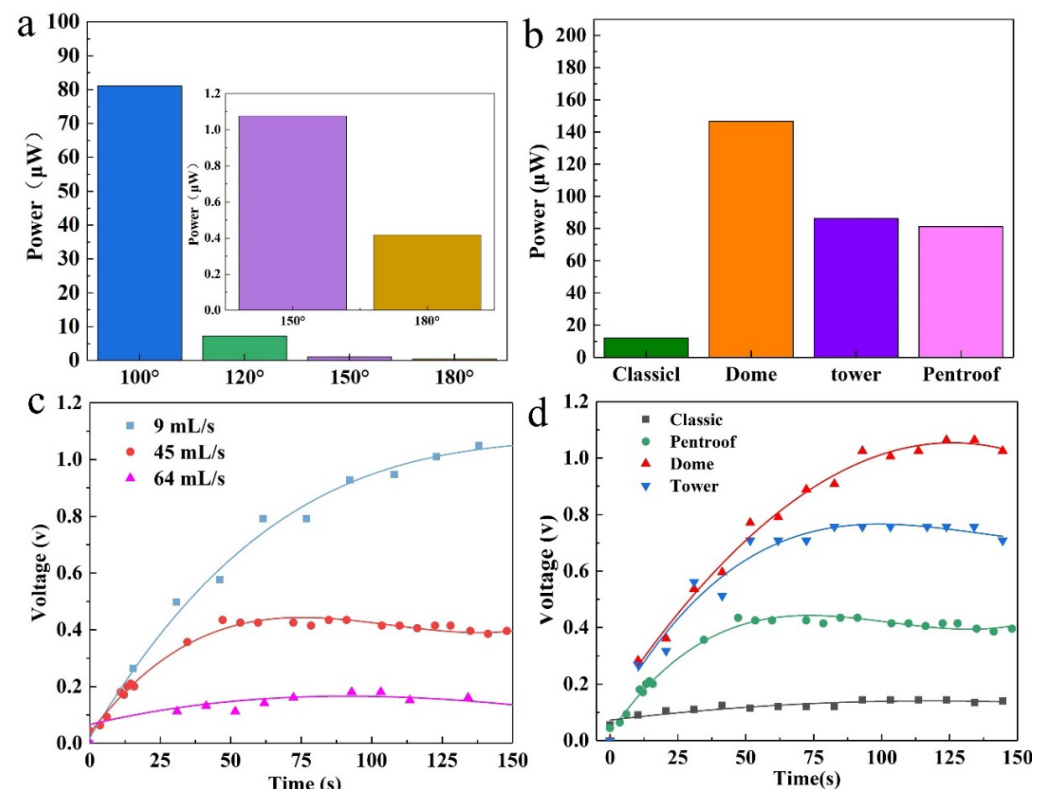 a
Power（μW）
100
90
80
70
60
50
40
30
20
10
0
100°
120°
150°
180°
Power（μW）
1.2
1.0
0.8
0.6
0.4
0.2
0.0
150°
180°
b
Power (μW)
200
180
160
140
120
100
80
60
40
20
0
Classicl
Dome
tower
Pentroof
c
Voltage (v)
1.2
1.0
0.8
0.6
0.4
0.2
0.0
9 mL/s
45 mL/s
64 mL/s
0
25
50
75
100
125
150
Time (s)
d
Voltage (v)
1.2
1.0
0.8
0.6
0.4
0.2
0.0
Classic
Pentroof
Dome
Tower
0
25
50
75
100
125
150
Time(s)